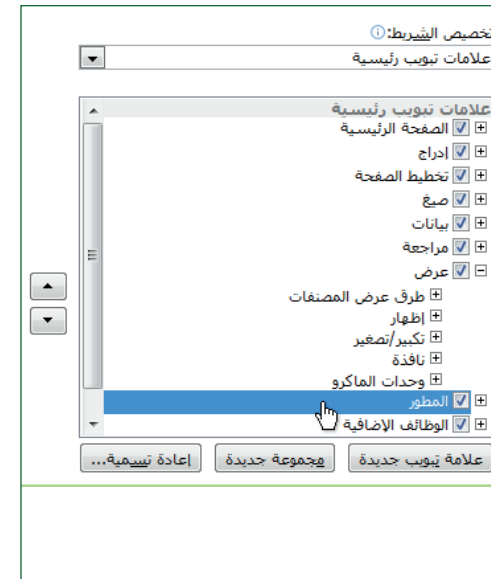 تخصيص الشريط:
علامات تبويب رئيسية
علامات تبويب رئيسية
الصفحة الرئيسية
إدراج
تخطيط الصفحة
صيغ
بيانات
مراجعة
عرض
طرق عرض المصنفات
إظهار
تكبير/تصغير
نافذة
وحدات الماكرو
المطور
الوظائف الإضافية
علامة تبويب جديدة مجموعة جديدة إعادة تسمية...